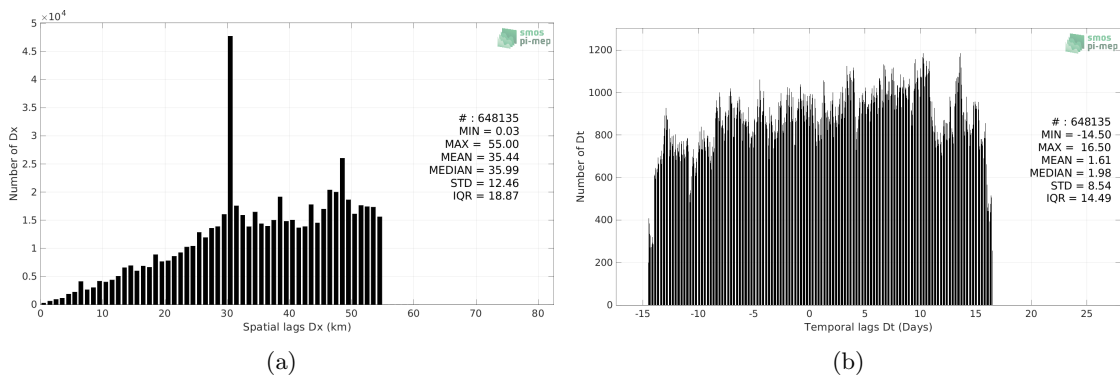 ×10⁴
5
4.5
4
3.5
3
2.5
2
1.5
1
0.5
0
Number of Dx
0 10 20 30 40 50 60 70 80
Spatial lags Dx (km)
smos
pi-mep
# : 648135
MIN = 0.03
MAX = 55.00
MEAN = 35.44
MEDIAN = 35.99
STD = 12.46
IQR = 18.87
(a)
1200
1000
800
600
400
200
0
Number of Dt
-15 -10 -5 0 5 10 15 20 25
Temporal lags Dt (Days)
smos
pi-mep
# : 648135
MIN = -14.50
MAX = 16.50
MEAN = 1.61
MEDIAN = 1.98
STD = 8.54
IQR = 14.49
(b)